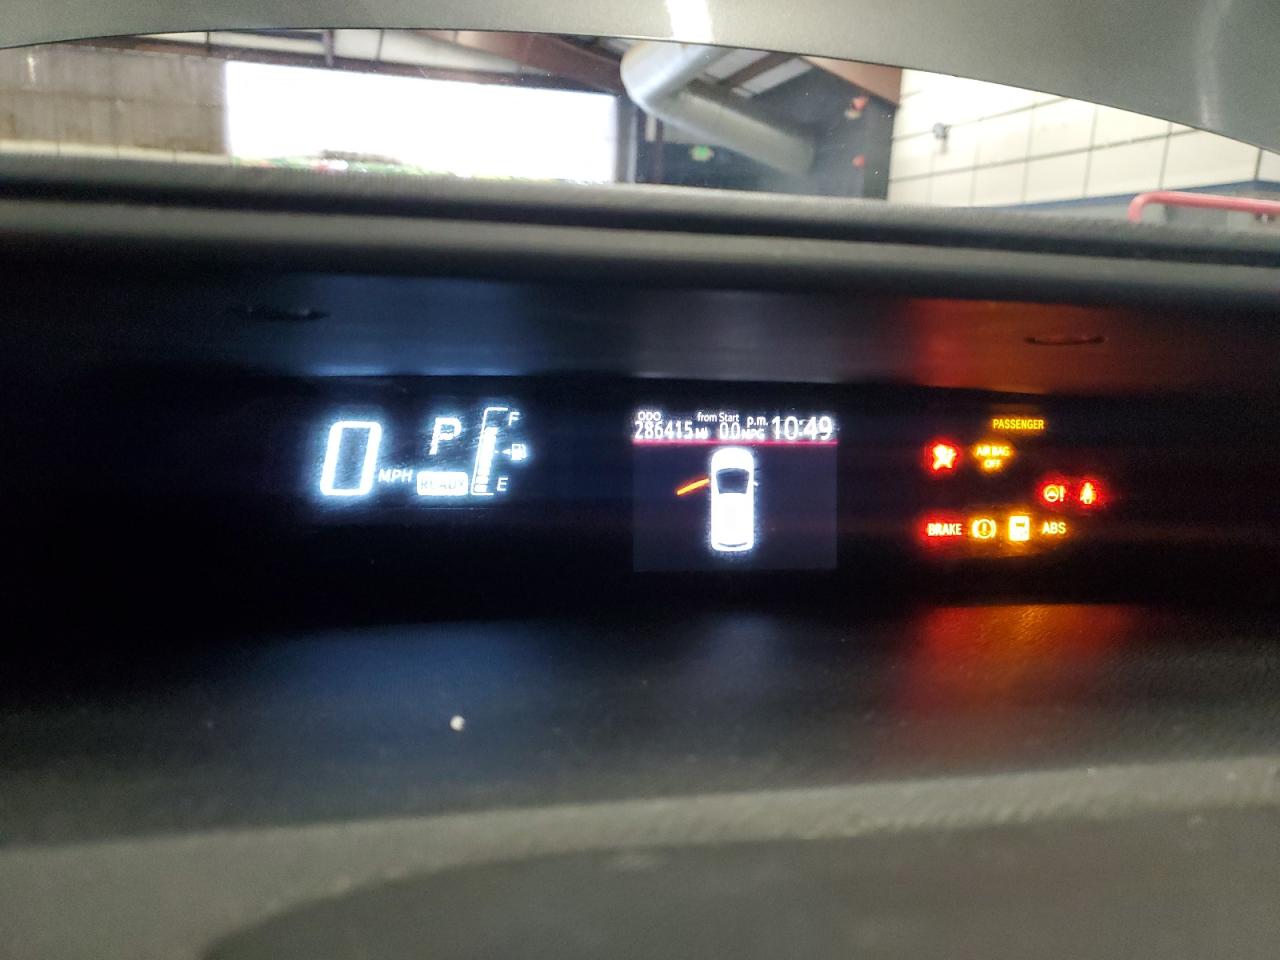 0 MPH
P
READY
F
E
ODO
286415 MI
from Start
0.0 MPG
p.m. 10:49
PASSENGER
AIR BAG
OFF
BRAKE
ABS